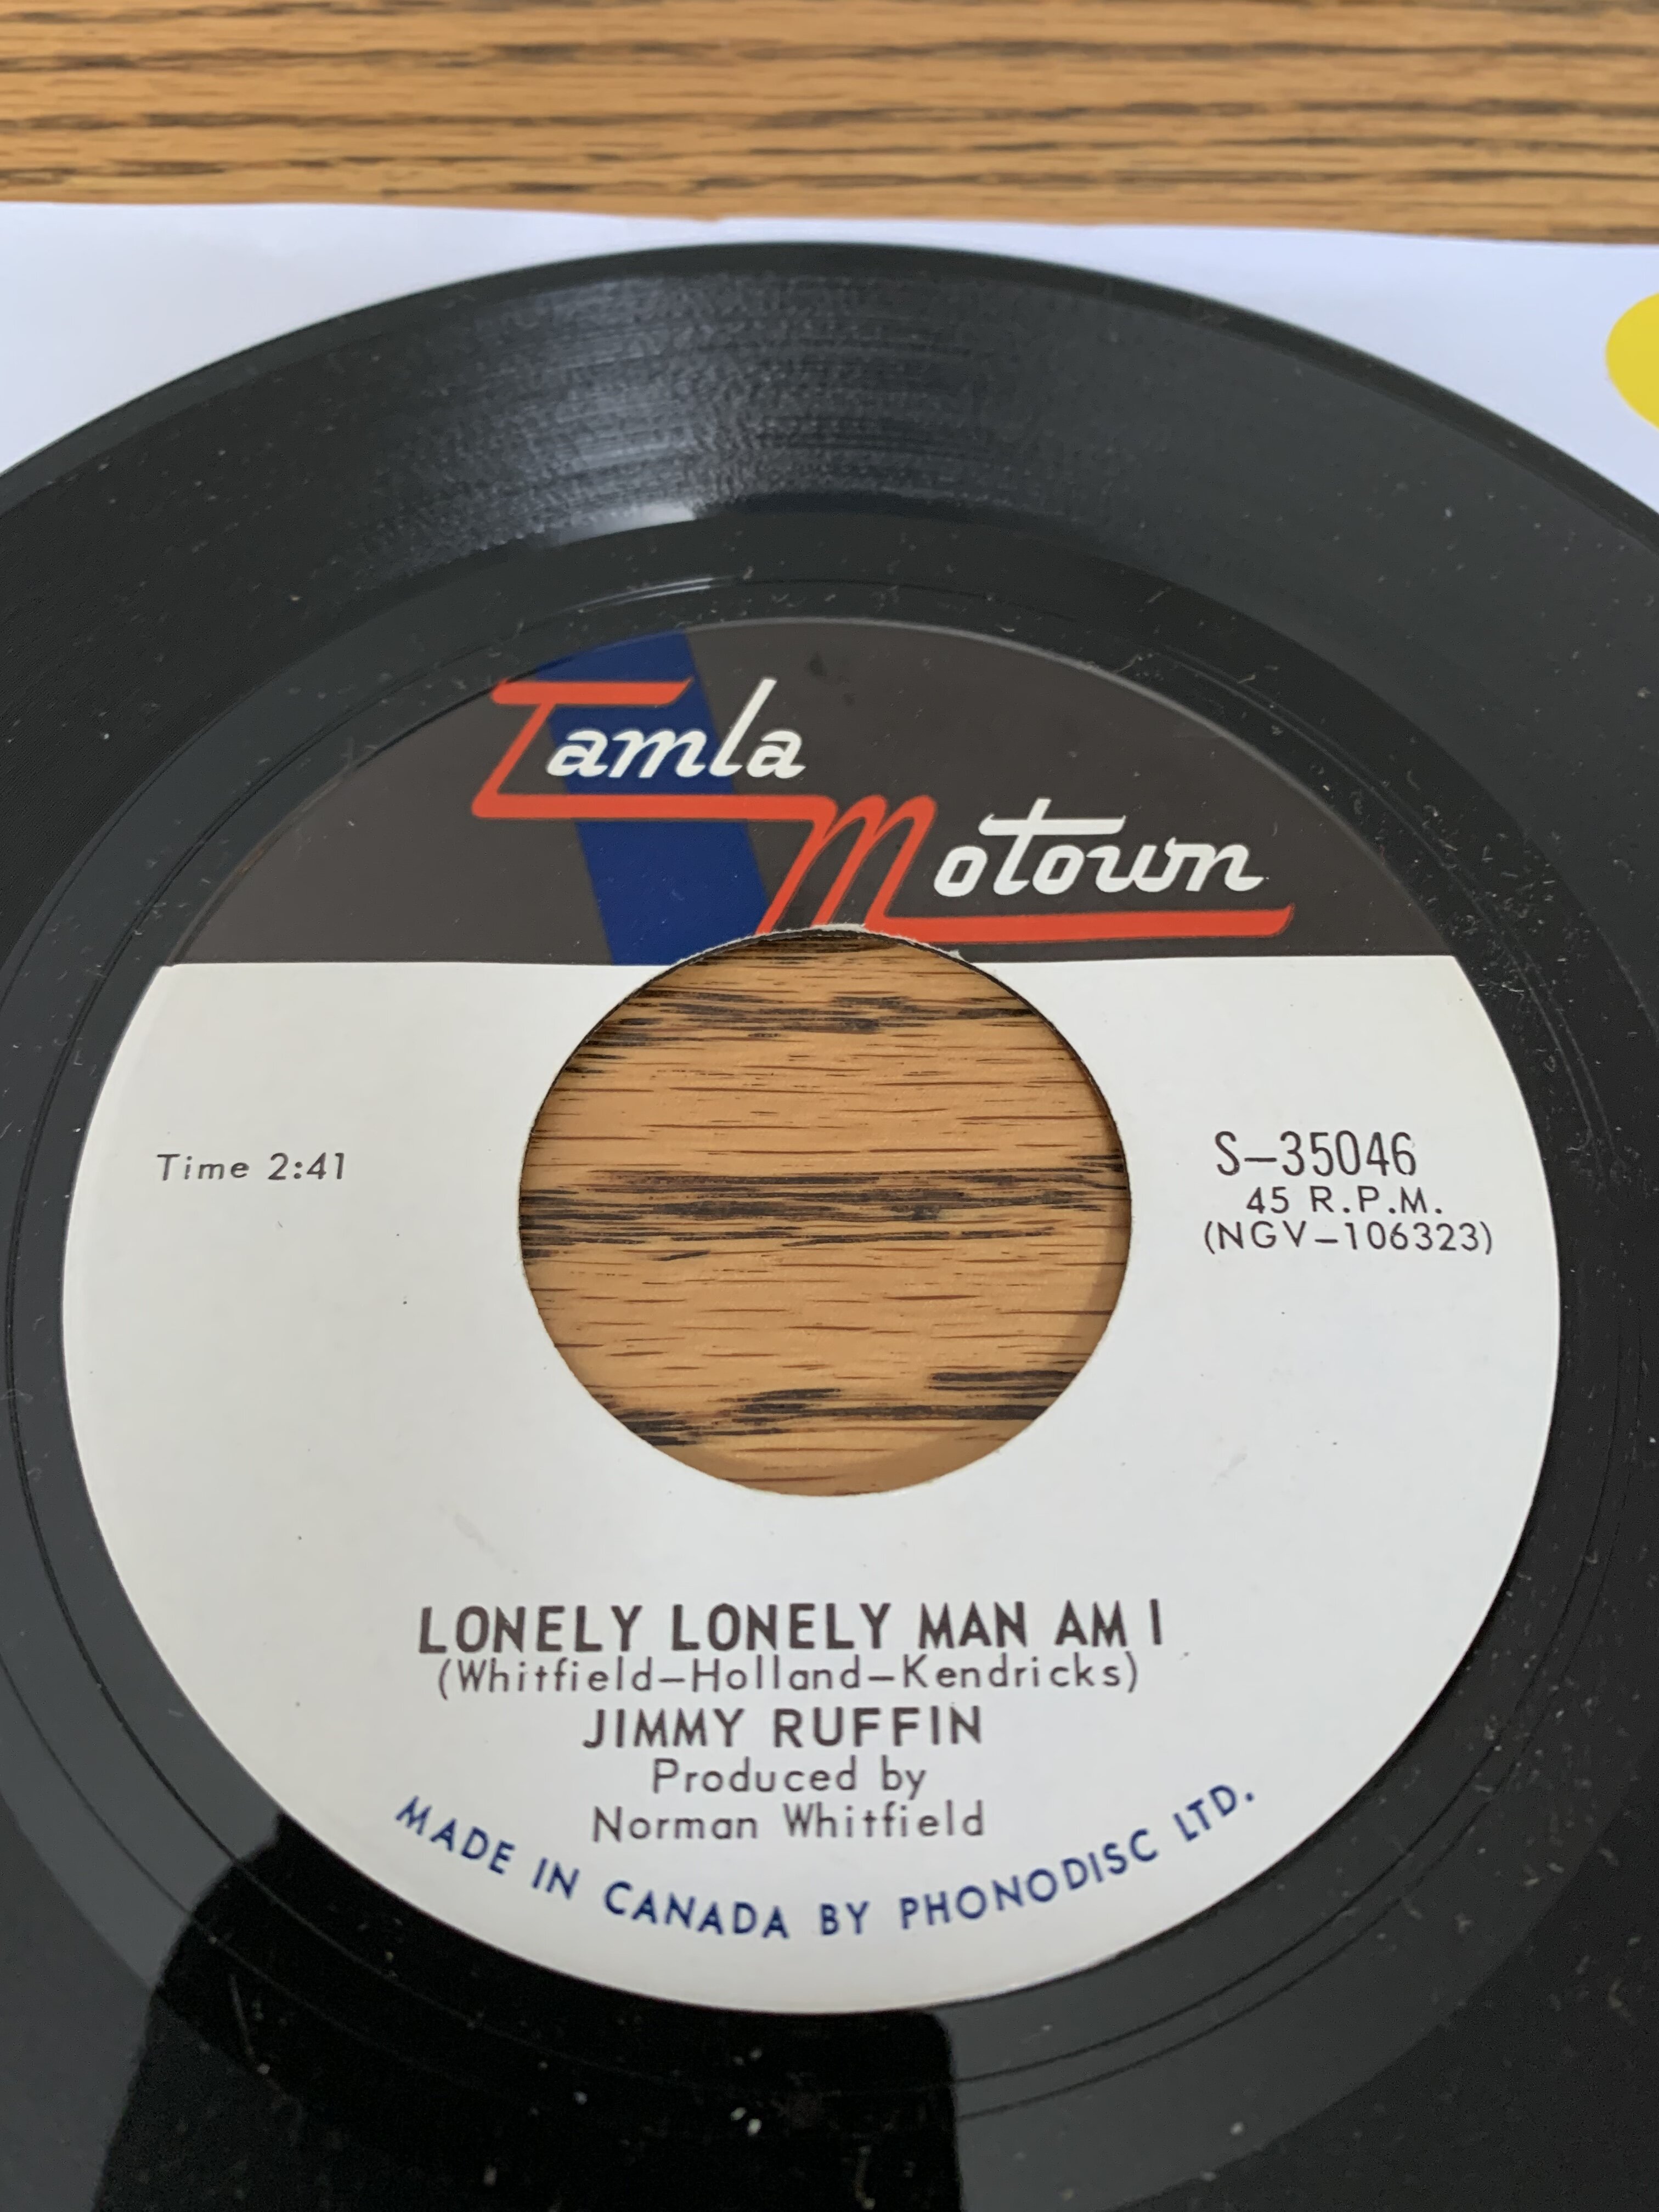 Tamla
Motown
Time 2:41
S-35046
45 R.P.M.
(NGV-106323)
LONELY LONELY MAN AM I
(Whitfield-Holland-Kendricks)
JIMMY RUFFIN
Produced by
Norman Whitfield
MADE IN CANADA BY PHONODISC LTD.